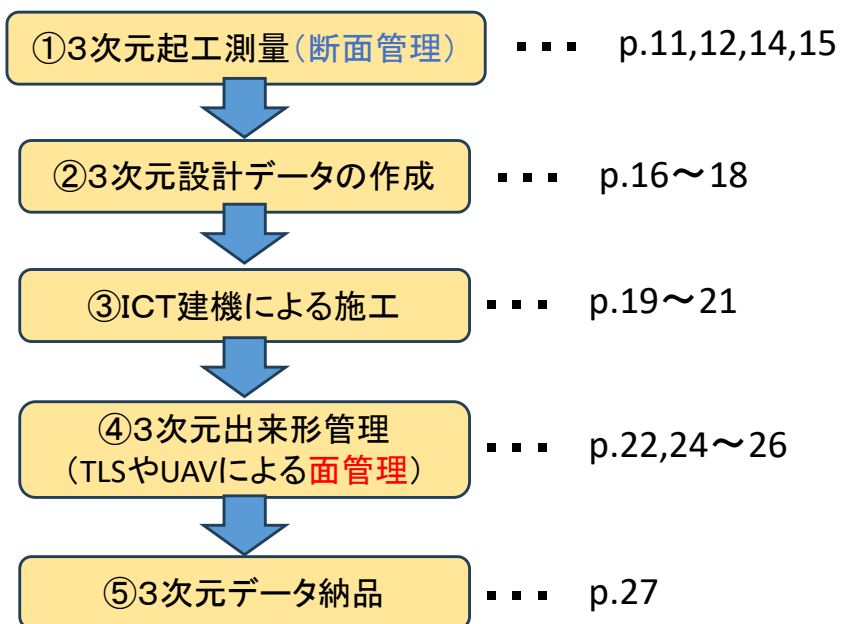 ①3次元起工測量(断面管理) ▪▪▪ p.11,12,14,15
②3次元設計データの作成 ▪▪▪ p.16～18
③ICT建機による施工 ▪▪▪ p.19～21
④3次元出来形管理
(TLSやUAVによる面管理) ▪▪▪ p.22,24～26
⑤3次元データ納品 ▪▪▪ p.27